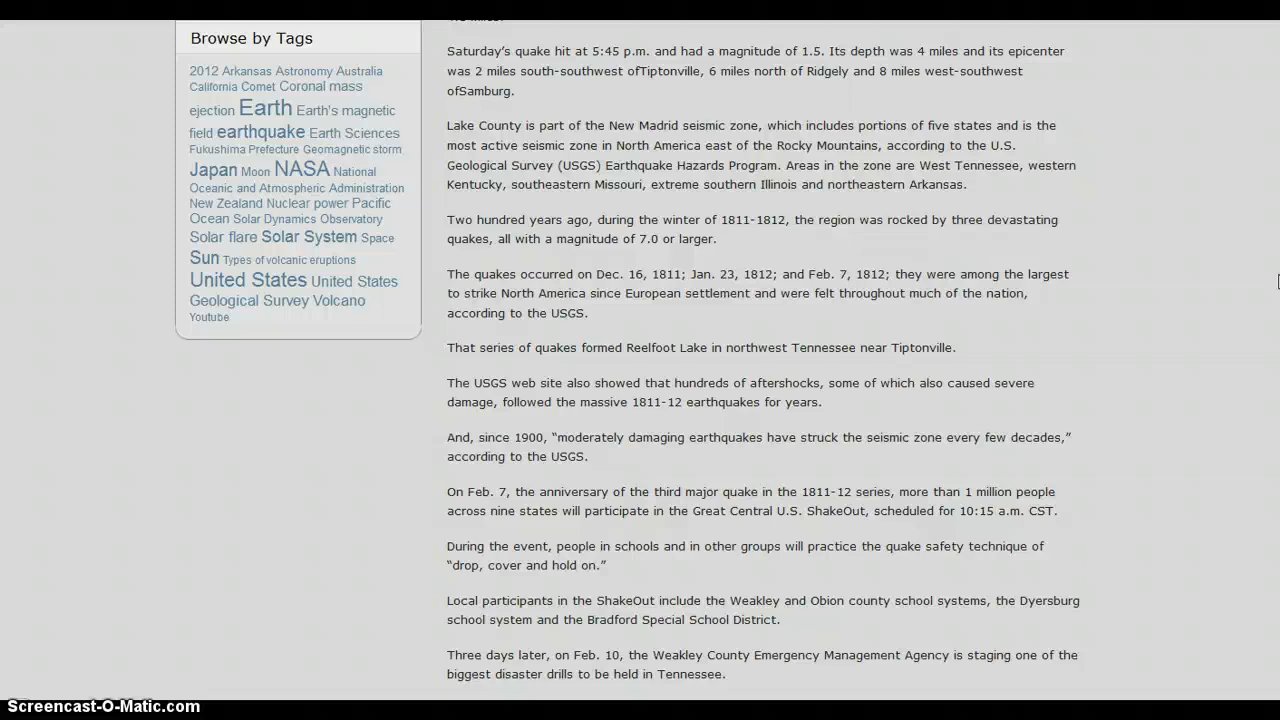 Browse by Tags
2012 Arkansas Astronomy Australia
California Comet Coronal mass
ejection Earth Earth's magnetic
field earthquake Earth Sciences
Fukushima Prefecture Geomagnetic storm
Japan Moon NASA National
Oceanic and Atmospheric Administration
New Zealand Nuclear power Pacific
Ocean Solar Dynamics Observatory
Solar flare Solar System Space
Sun Types of volcanic eruptions
United States United States
Geological Survey Volcano
Youtube
Saturday’s quake hit at 5:45 p.m. and had a magnitude of 1.5. Its depth was 4 miles and its epicenter
was 2 miles south-southwest ofTiptonville, 6 miles north of Ridgely and 8 miles west-southwest
ofSamburg.
Lake County is part of the New Madrid seismic zone, which includes portions of five states and is the
most active seismic zone in North America east of the Rocky Mountains, according to the U.S.
Geological Survey (USGS) Earthquake Hazards Program. Areas in the zone are West Tennessee, western
Kentucky, southeastern Missouri, extreme southern Illinois and northeastern Arkansas.
Two hundred years ago, during the winter of 1811-1812, the region was rocked by three devastating
quakes, all with a magnitude of 7.0 or larger.
The quakes occurred on Dec. 16, 1811; Jan. 23, 1812; and Feb. 7, 1812; they were among the largest
to strike North America since European settlement and were felt throughout much of the nation,
according to the USGS.
That series of quakes formed Reelfoot Lake in northwest Tennessee near Tiptonville.
The USGS web site also showed that hundreds of aftershocks, some of which also caused severe
damage, followed the massive 1811-12 earthquakes for years.
And, since 1900, “moderately damaging earthquakes have struck the seismic zone every few decades,”
according to the USGS.
On Feb. 7, the anniversary of the third major quake in the 1811-12 series, more than 1 million people
across nine states will participate in the Great Central U.S. ShakeOut, scheduled for 10:15 a.m. CST.
During the event, people in schools and in other groups will practice the quake safety technique of
“drop, cover and hold on.”
Local participants in the ShakeOut include the Weakley and Obion county school systems, the Dyersburg
school system and the Bradford Special School District.
Three days later, on Feb. 10, the Weakley County Emergency Management Agency is staging one of the
biggest disaster drills to be held in Tennessee.
Screencast-O-Matic.com